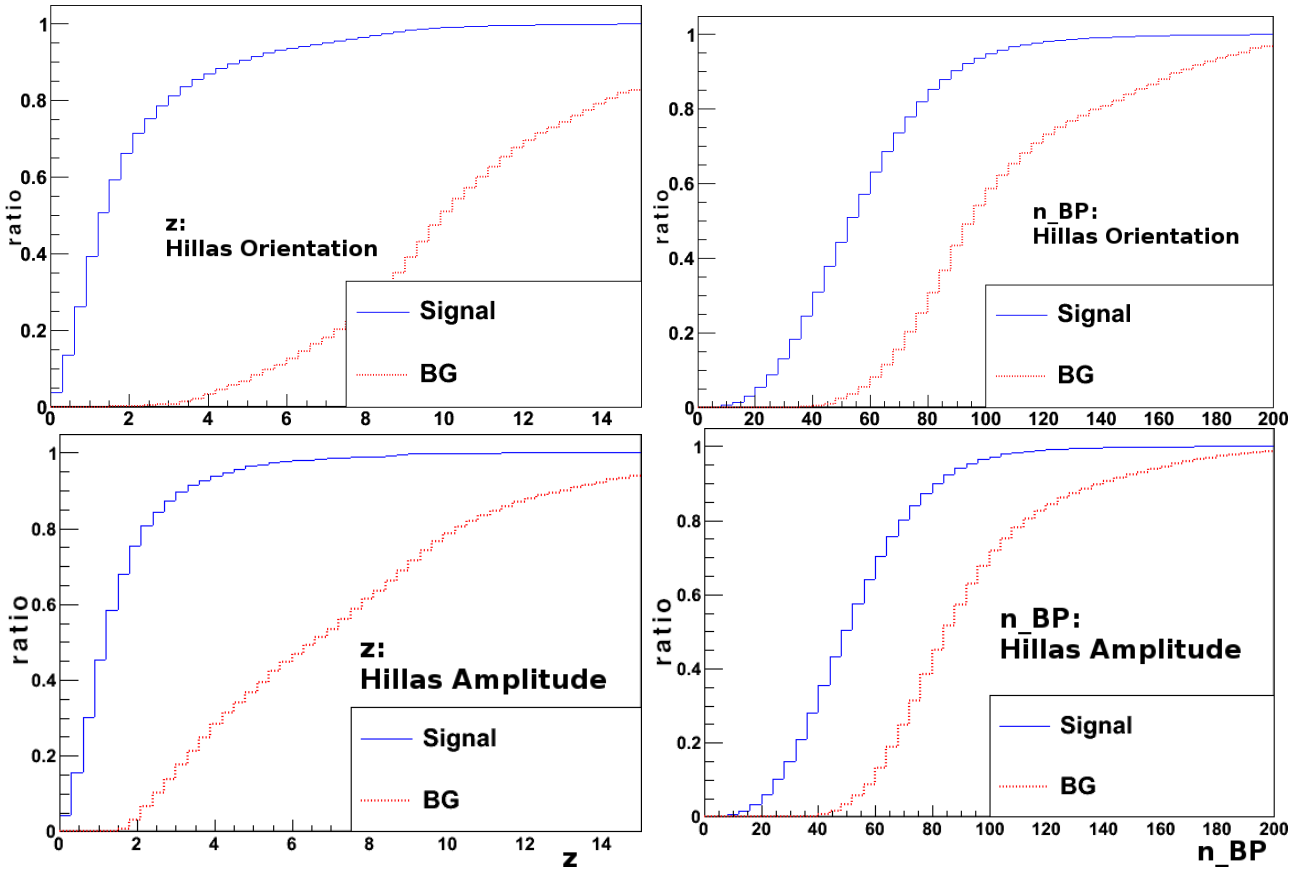 1
0.8
0.6
0.4
0.2
0
ratio
z:
Hillas Orientation
Signal
BG
0 2 4 6 8 10 12 14
1
0.8
0.6
0.4
0.2
0
ratio
n_BP:
Hillas Orientation
Signal
BG
0 20 40 60 80 100 120 140 160 180 200
1
0.8
0.6
0.4
0.2
0
ratio
z:
Hillas Amplitude
Signal
BG
0 2 4 6 8 10 12 14
z
1
0.8
0.6
0.4
0.2
0
ratio
n_BP:
Hillas Amplitude
Signal
BG
0 20 40 60 80 100 120 140 160 180 200
n_BP